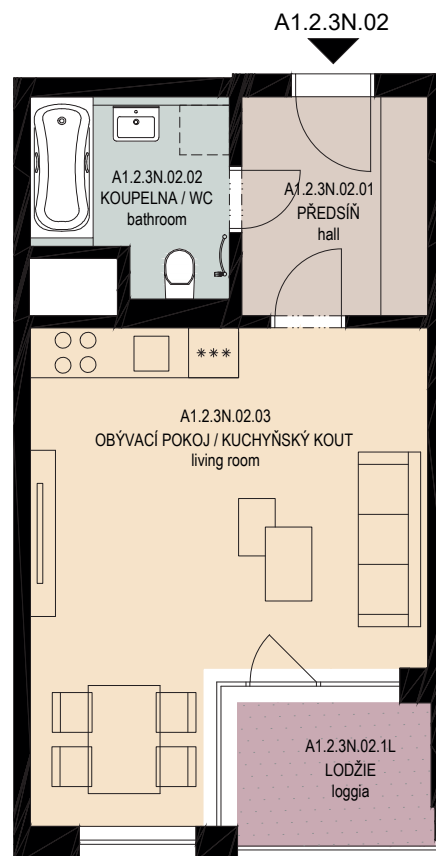 A1.2.3N.02
A1.2.3N.02.02
KOUPELNA / WC
bathroom
A1.2.3N.02.01
PŘEDSÍŇ
hall
***
A1.2.3N.02.03
OBÝVACÍ POKOJ / KUCHYŇSKÝ KOUT
living room
A1.2.3N.02.1L
LODŽIE
loggia